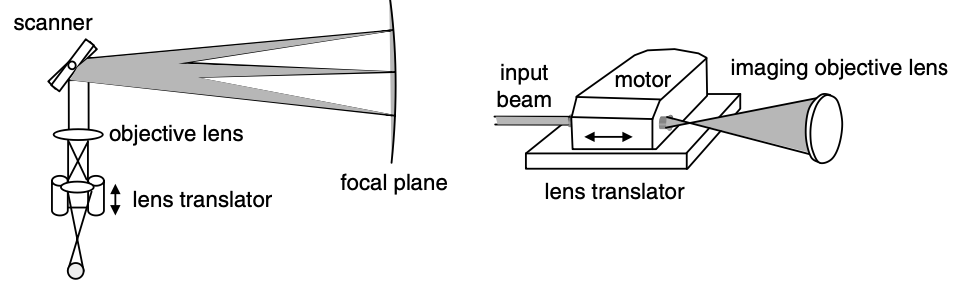 scanner
objective lens
lens translator
focal plane
input
beam
motor
imaging objective lens
lens translator